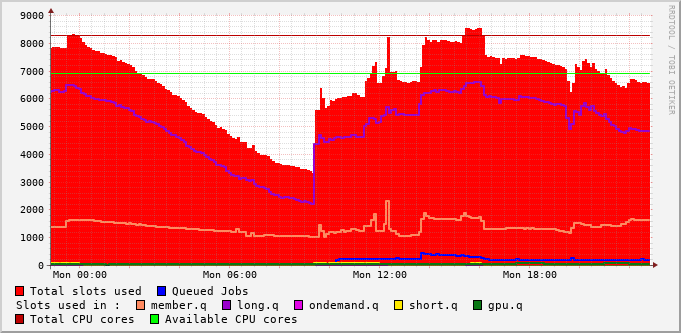 9000
8000
7000
6000
5000
4000
3000
2000
1000
0
Mon 00:00 Mon 06:00 Mon 12:00 Mon 18:00
RRDTOOL / TOBI OETIKER
Total slots used Queued Jobs
Slots used in : member.q long.q ondemand.q short.q gpu.q
Total CPU cores Available CPU cores